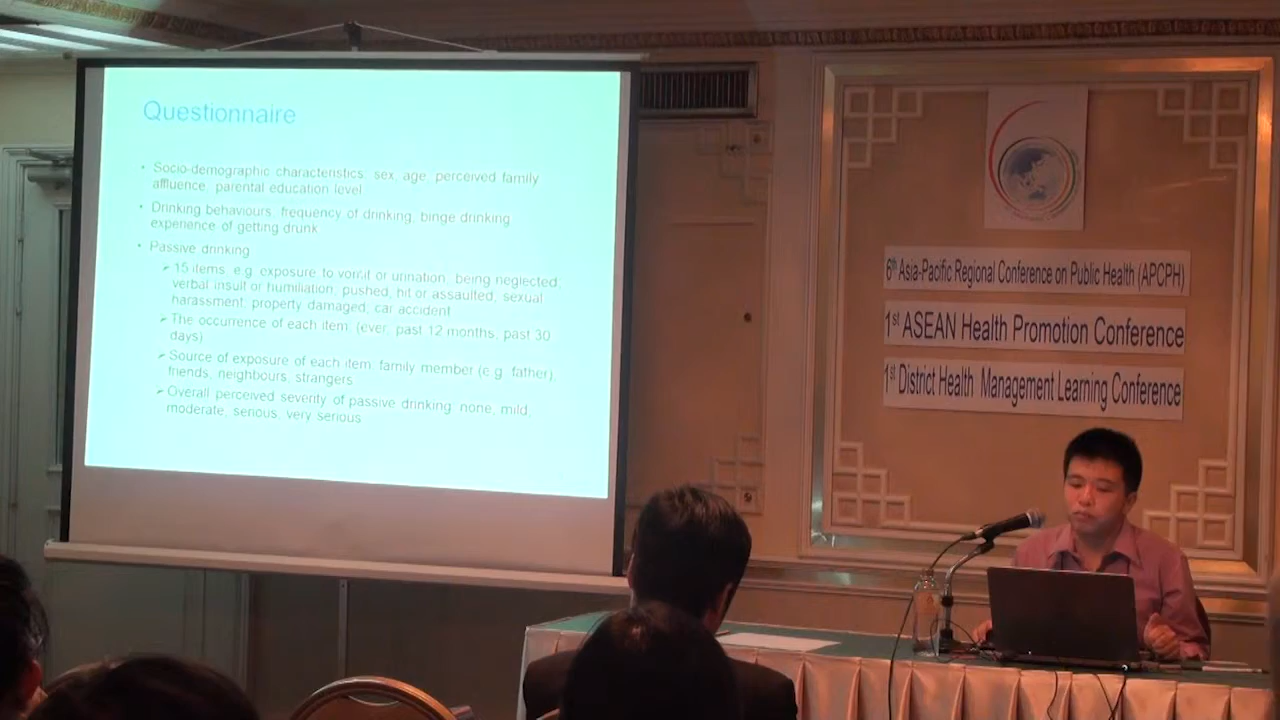 Questionnaire
• Socio-demographic characteristics: sex, age, perceived family
affluence, parental education level
• Drinking behaviours: frequency of drinking, binge drinking,
experience of getting drunk
• Passive drinking
➢ 15 items, e.g. exposure to vomit or urination, being neglected,
verbal insult or humiliation, pushed, hit or assaulted, sexual
harassment, property damaged, car accident
➢ The occurrence of each item: (ever, past 12 months, past 30
days)
➢ Source of exposure of each item: family member (e.g. father),
friends, neighbours, strangers
➢ Overall perceived severity of passive drinking: none, mild,
moderate, serious, very serious
6th Asia-Pacific Regional Conference on Public Health (APCPH)
1st ASEAN Health Promotion Conference
1st District Health Management Learning Conference